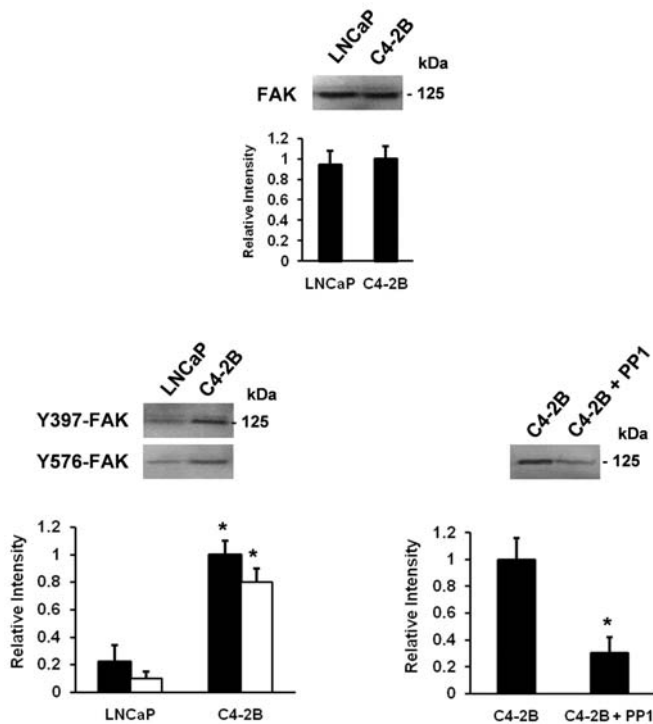 LNCaP
C4-2B
kDa
FAK
- 125
Relative Intensity
1.2
1
0.8
0.6
0.4
0.2
0
LNCaP C4-2B
LNCaP
C4-2B
kDa
Y397-FAK
- 125
Y576-FAK
Relative Intensity
1.2
1
0.8
0.6
0.4
0.2
0
* *
LNCaP C4-2B
C4-2B
C4-2B + PP1
kDa
- 125
Relative Intensity
1.2
1
0.8
0.6
0.4
0.2
0
*
C4-2B C4-2B + PP1